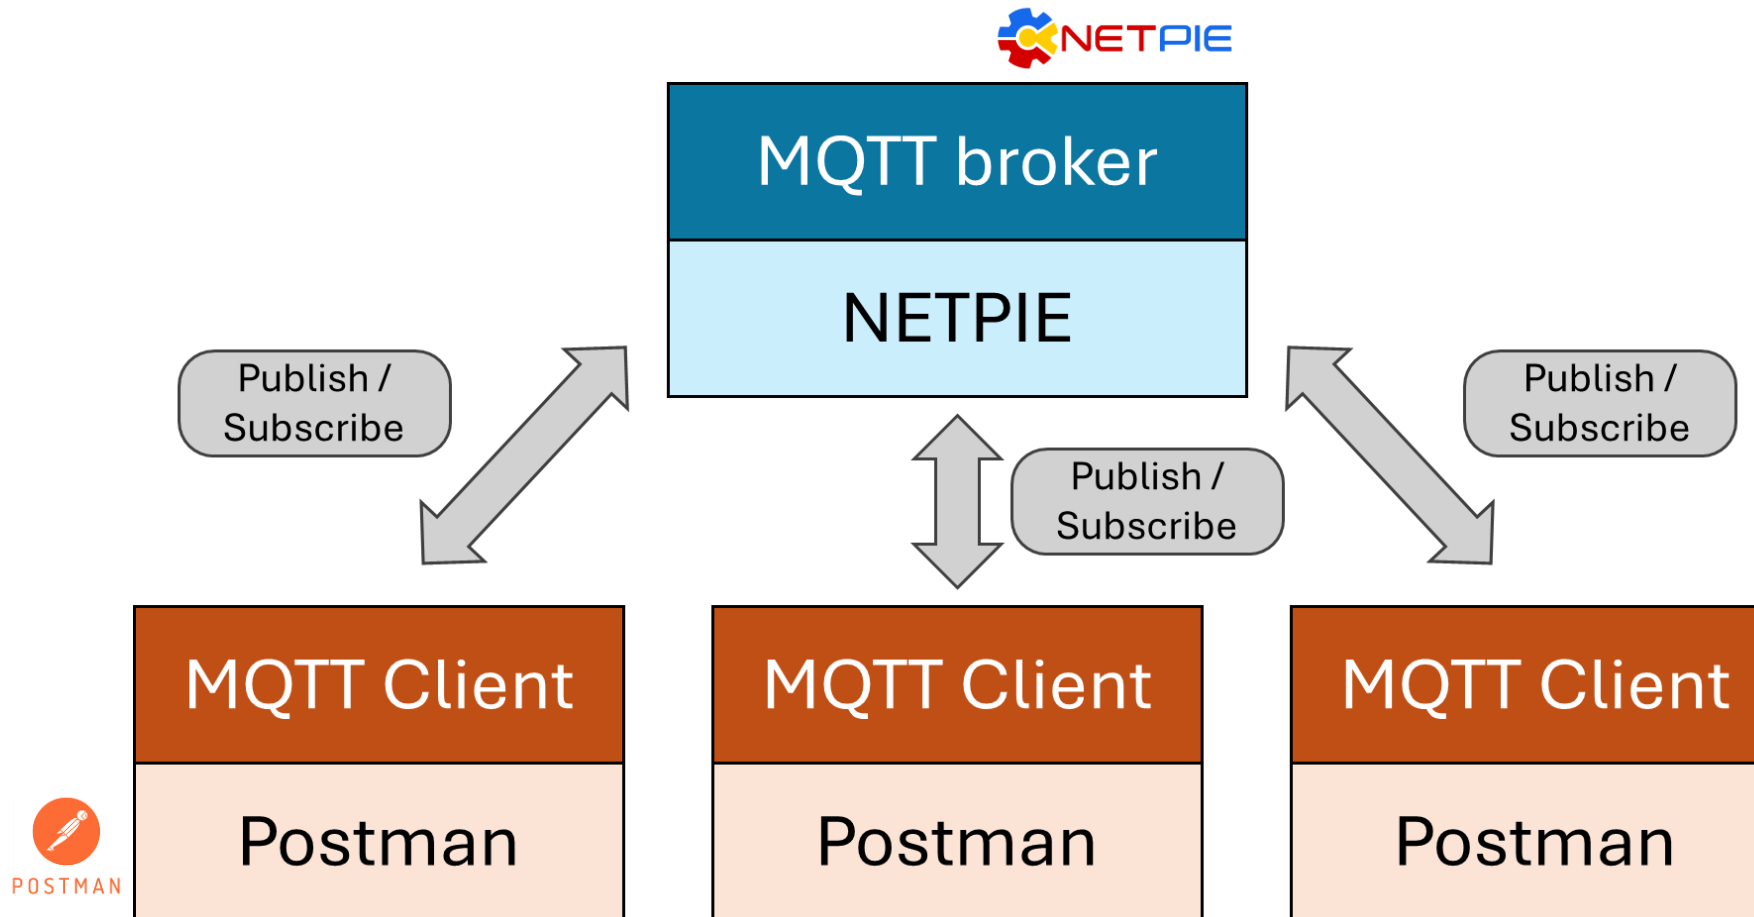 NETPIE
MQTT broker
NETPIE
Publish /
Subscribe
Publish /
Subscribe
Publish /
Subscribe
MQTT Client
MQTT Client
MQTT Client
Postman
Postman
Postman
POSTMAN